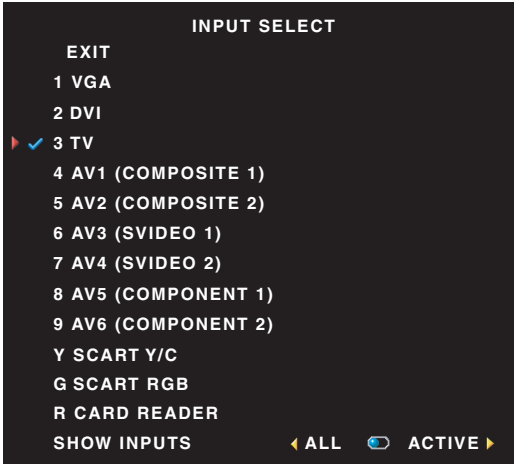 INPUT SELECT
EXIT
1 VGA
2 DVI
3 TV
4 AV1 (COMPOSITE 1)
5 AV2 (COMPOSITE 2)
6 AV3 (SVIDEO 1)
7 AV4 (SVIDEO 2)
8 AV5 (COMPONENT 1)
9 AV6 (COMPONENT 2)
Y SCART Y/C
G SCART RGB
R CARD READER
SHOW INPUTS ALL ACTIVE